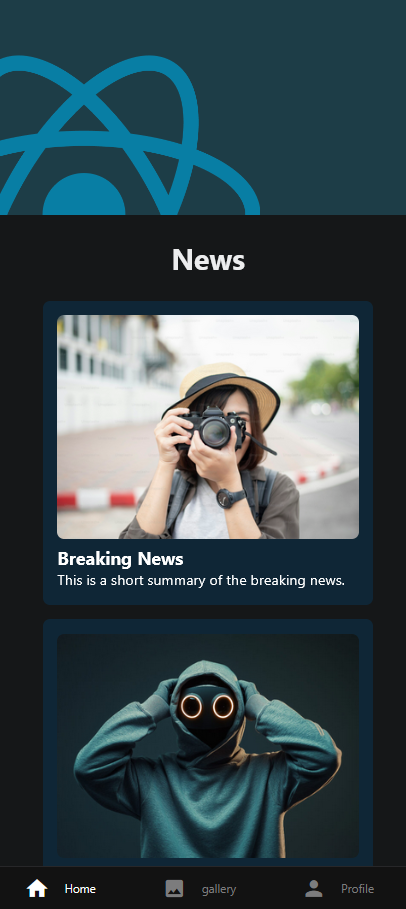 News
Breaking News
This is a short summary of the breaking news.
Home
gallery
Profile